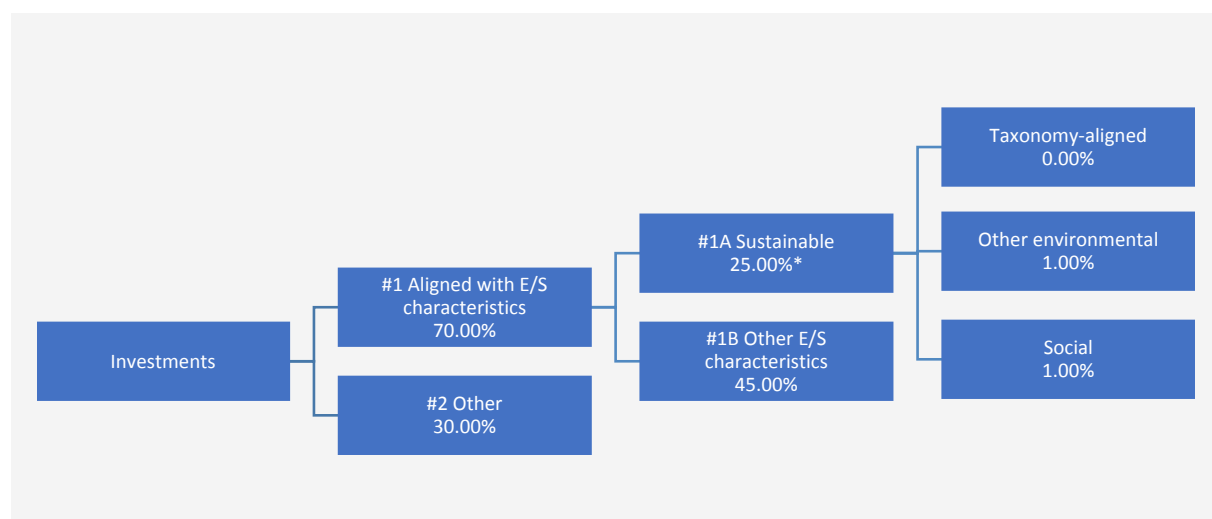 Investments
#1 Aligned with E/S
characteristics
70.00%
#2 Other
30.00%
#1A Sustainable
25.00%*
#1B Other E/S
characteristics
45.00%
Taxonomy-aligned
0.00%
Other environmental
1.00%
Social
1.00%